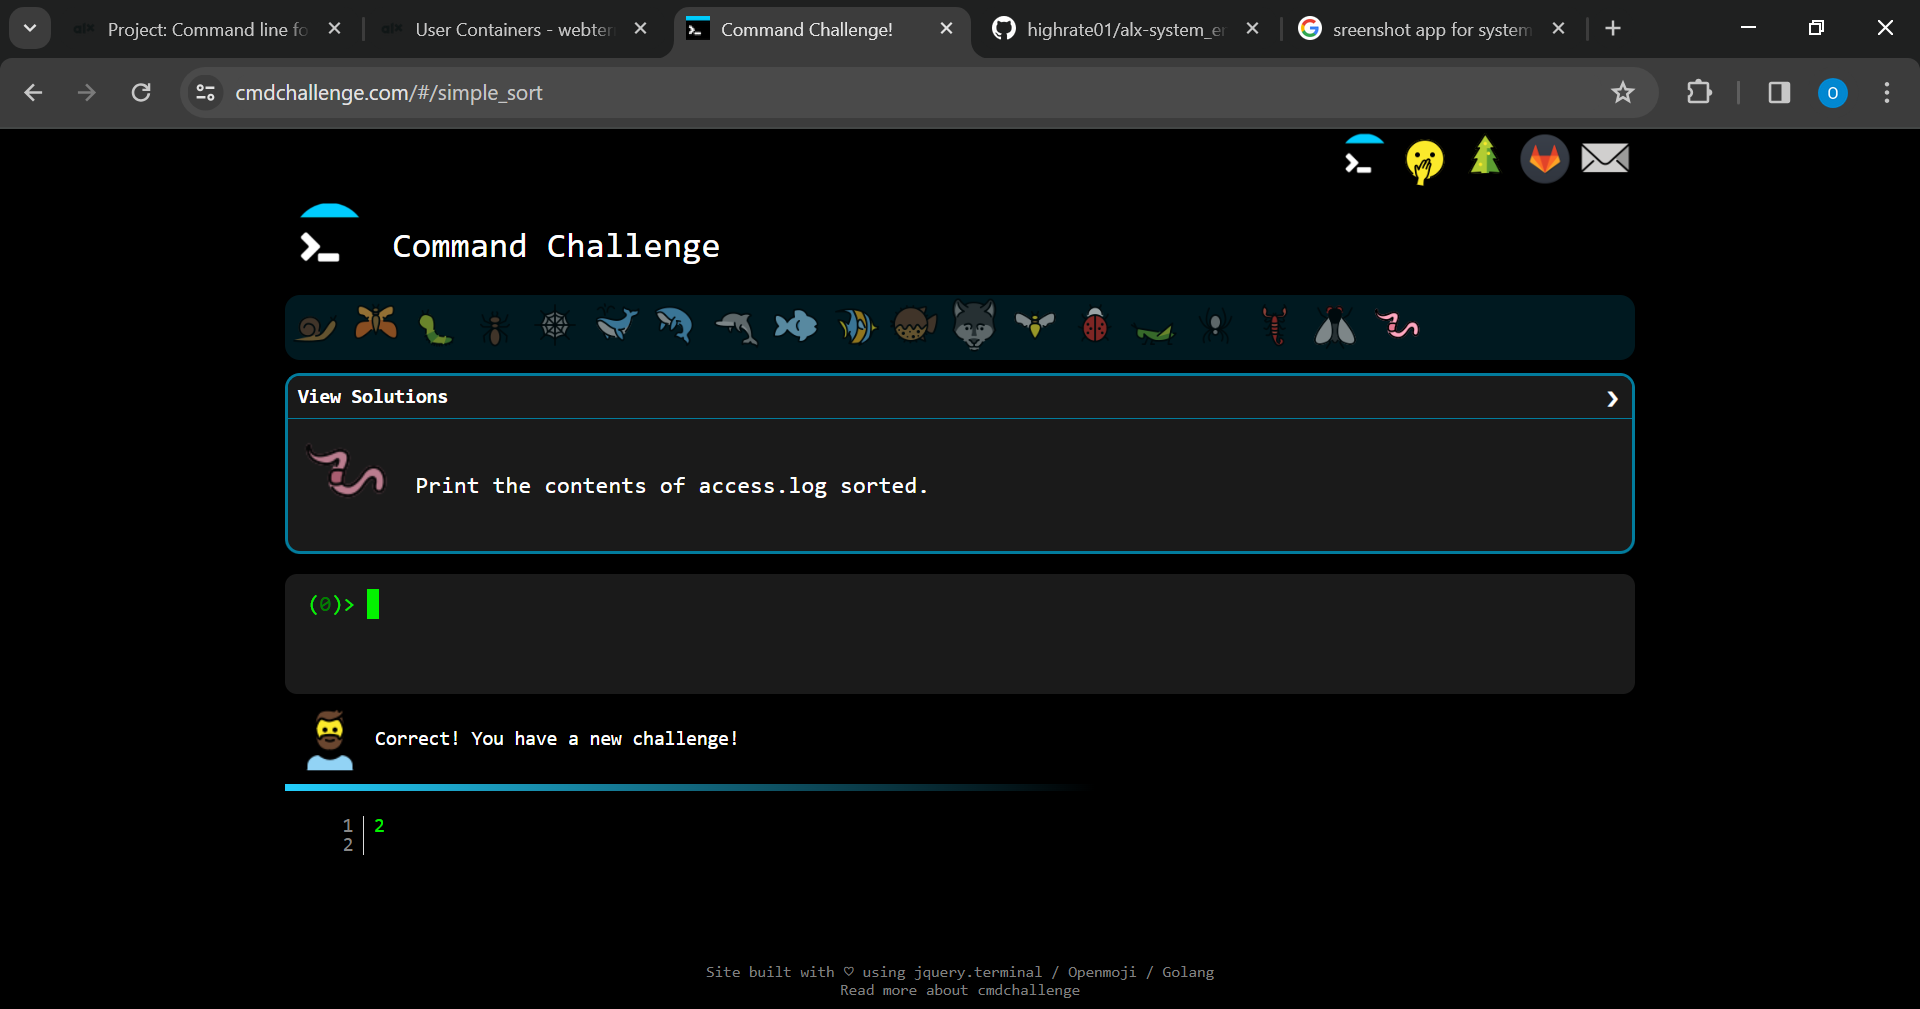 Project: Command line fo
User Containers - webter
Command Challenge!
highrate01/alx-system_er
sreenshot app for system
cmdchallenge.com/#/simple_sort
O
Command Challenge
View Solutions
Print the contents of access.log sorted.
(0)>
Correct! You have a new challenge!
1 2
2
Site built with ♡ using jquery.terminal / Openmoji / Golang
Read more about cmdchallenge